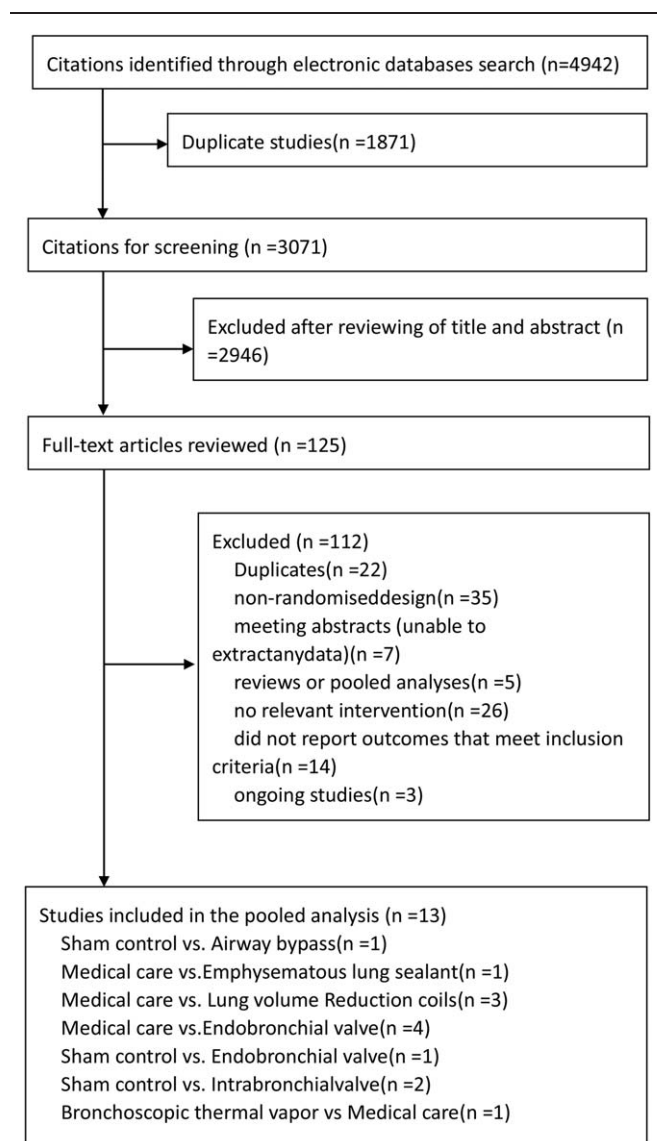 Citations identified through electronic databases search (n=4942)
Duplicate studies(n =1871)
Citations for screening (n =3071)
Excluded after reviewing of title and abstract (n
=2946)
Full-text articles reviewed (n =125)
Excluded (n =112)
Duplicates(n =22)
non-randomiseddesign(n =35)
meeting abstracts (unable to
extractanydata)(n =7)
reviews or pooled analyses(n =5)
no relevant intervention(n =26)
did not report outcomes that meet inclusion
criteria(n =14)
ongoing studies(n =3)
Studies included in the pooled analysis (n =13)
Sham control vs. Airway bypass(n =1)
Medical care vs.Emphysematous lung sealant(n =1)
Medical care vs. Lung volume Reduction coils(n =3)
Medical care vs.Endobronchial valve(n =4)
Sham control vs. Endobronchial valve(n =1)
Sham control vs. Intrabronchialvalve(n =2)
Bronchoscopic thermal vapor vs Medical care(n =1)